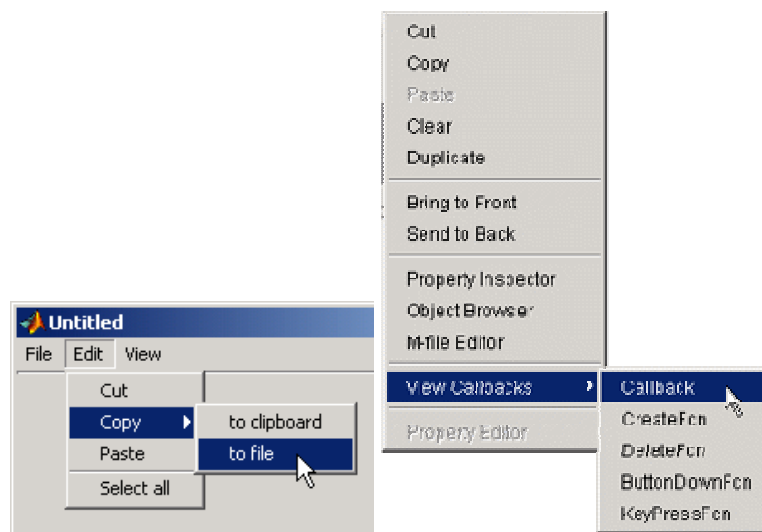 Untitled
File Edit View
Cut
Copy
to clipboard
to file
Paste
Select all
Cut
Copy
Paste
Clear
Duplicate
Bring to Front
Send to Back
Property Inspector
Object Browser
M-file Editor
View Callbacks
Callback
CreateFcn
DeleteFcn
ButtonDownFcn
KeyPressFcn
Property Editor